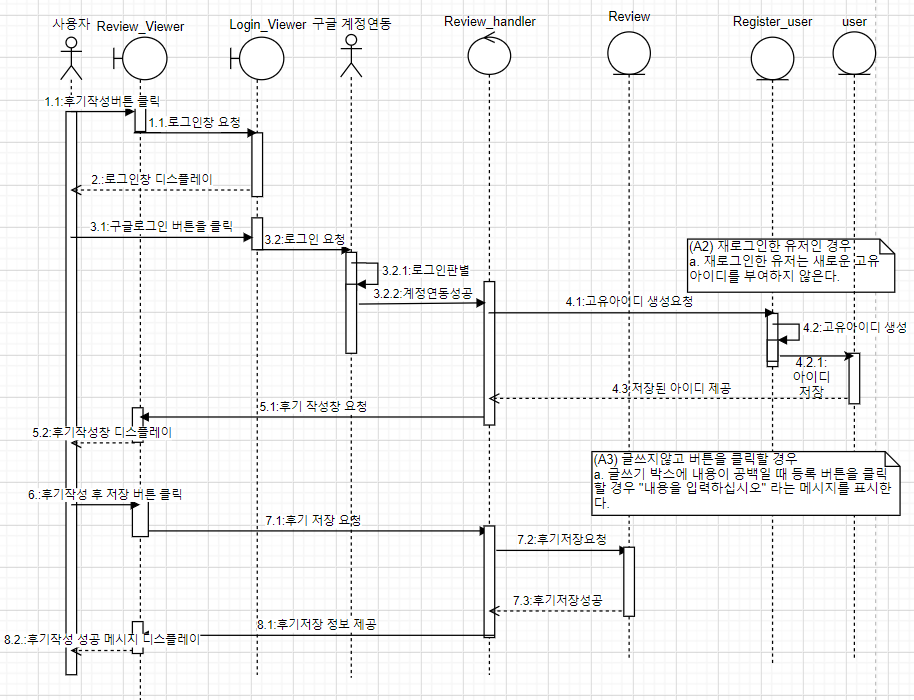 사용자
Review_Viewer
Login_Viewer
구글 계정연동
Review_handler
Review
Register_user
user
1.1:후기작성버튼 클릭
1.1.로그인창 요청
2.:로그인창 디스플레이
3.1:구글로그인 버튼을 클릭
3.2:로그인 요청
3.2.1:로그인판별
3.2.2:계정연동성공
(A2) 재로그인한 유저인 경우
a. 재로그인한 유저는 새로운 고유
아이디를 부여하지 않은다.
4.1:고유아이디 생성요청
4.2:고유아이디 생성
4.2.1:
아이디
저장
4.3.저장된 아이디 제공
5.1:후기 작성창 요청
5.2:후기작성창 디스플레이
(A3) 글쓰지않고 버튼을 클릭할 경우
a. 글쓰기 박스에 내용이 공백일 때 등록 버튼을 클릭
할 경우 "내용을 입력하십시오" 라는 메시지를 표시한
다.
6.:후기작성 후 저장 버튼 클릭
7.1:후기 저장 요청
7.2:후기저장요청
7.3:후기저장성공
8.1:후기저장 정보 제공
8.2.:후기작성 성공 메시지 디스플레이